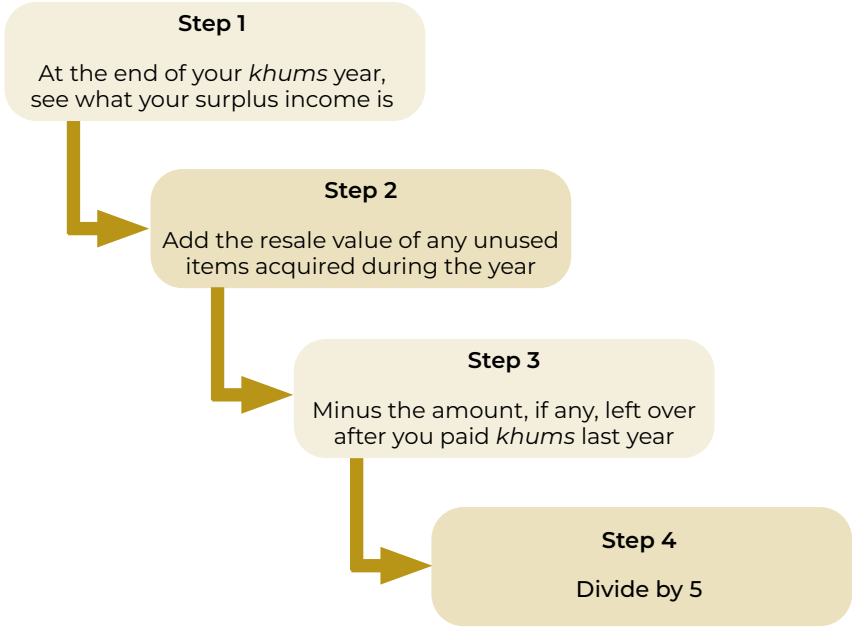 Step 1
At the end of your khums year,
see what your surplus income is
Step 2
Add the resale value of any unused
items acquired during the year
Step 3
Minus the amount, if any, left over
after you paid khums last year
Step 4
Divide by 5